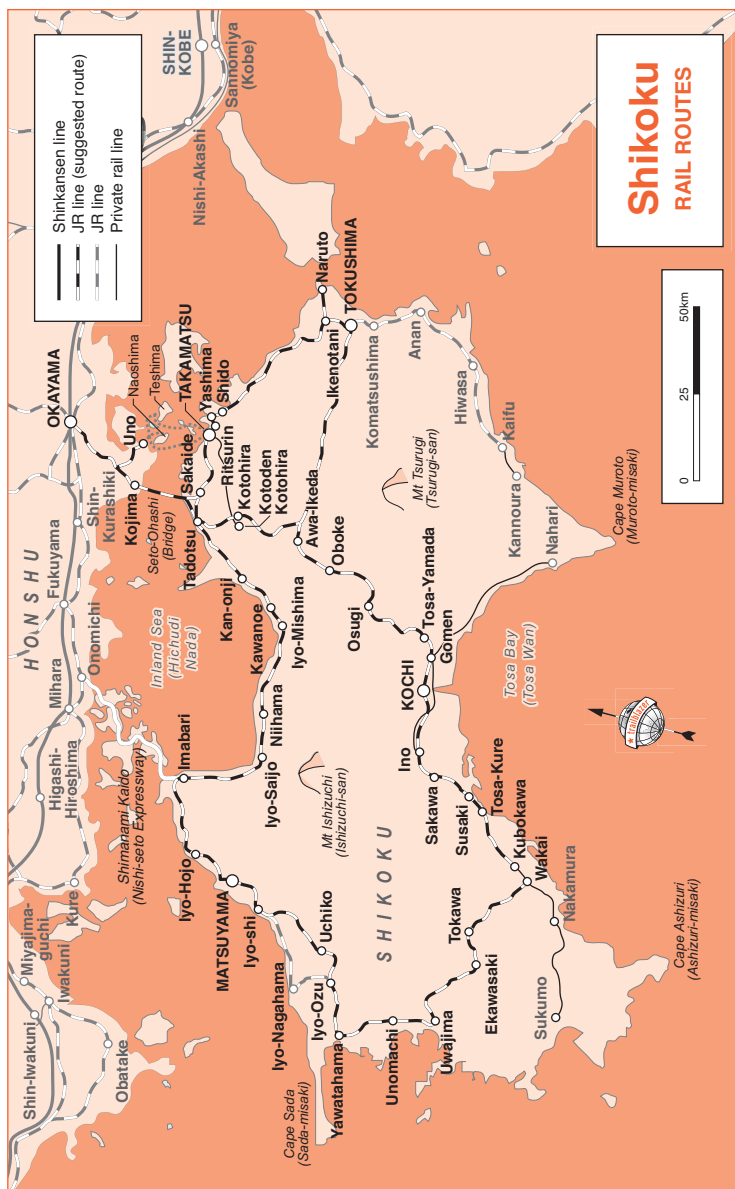 Shikoku
RAIL ROUTES
Shinkansen line
JR line (suggested route)
JR line
Private rail line
0
25
50km
HONSHU
SHIKOKU
Shin-Iwakuni
Miyajima-
guchi
Iwakuni
Obatake
Kure
Higashi-
Hiroshima
Mihara
Onomichi
Fukuyama
Shin-
Kurashiki
OKAYAMA
Kojima
Uno
Naoshima
Teshima
Nishi-Akashi
SHIN-
KOBE
Sannomiya
(Kobe)
Shimanami Kaido
(Nishi-seto Expressway)
Inland Sea
(Hichudi
Nada)
Seto-Ohashi
(Bridge)
Tadotsu
Sakaide
TAKAMATSU
Yashima
Shido
Ritsurin
Kotohira
Kotoden
Kotohira
Naruto
Ikenotani
TOKUSHIMA
Komatsushima
Anan
Hiwasa
Kaifu
Kannoura
Nahari
Cape Muroto
(Muroto-misaki)
Mt Tsurugi
(Tsurugi-san)
Awa-Ikeda
Oboke
Osugi
Tosa-Yamada
Gomen
KOCHI
Tosa Bay
(Tosa Wan)
Ino
Sakawa
Susaki
Tosa-Kure
Kubokawa
Wakai
Nakamura
Sukumo
Cape Ashizuri
(Ashizuri-misaki)
Tokawa
Ekawasaki
Uwajima
Unomachi
Yawatahama
Cape Sada
(Sada-misaki)
Iyo-Ozu
Iyo-Nagahama
Uchiko
Iyo-shi
MATSUYAMA
Iyo-Hojo
Imabari
Iyo-Saijo
Mt Ishizuchi
(Ishizuchi-san)
Niihama
Iyo-Mishima
Kawanoe
Kan-onji
trailblazer